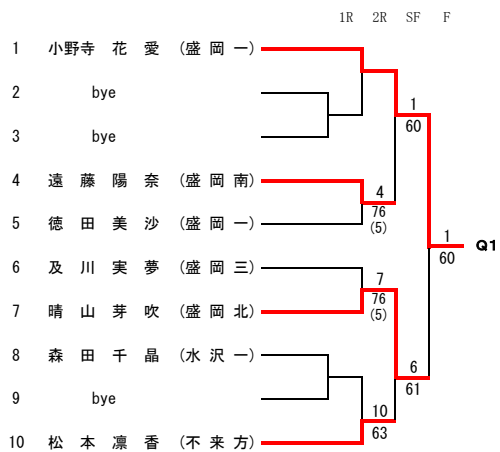 1R 2R SF F
1 小野寺 花 愛 (盛 岡 一)
2 bye
1
60
3 bye
4 遠 藤 陽 奈 (盛 岡 南)
4
76
(5)
5 徳 田 美 沙 (盛 岡 一)
1
60
Q1
6 及 川 実 夢 (盛 岡 三)
7
76
(5)
7 晴 山 芽 吹 (盛 岡 北)
8 森 田 千 晶 (水 沢 一)
6
61
9 bye
10
63
10 松 本 凛 香 (不 来 方)